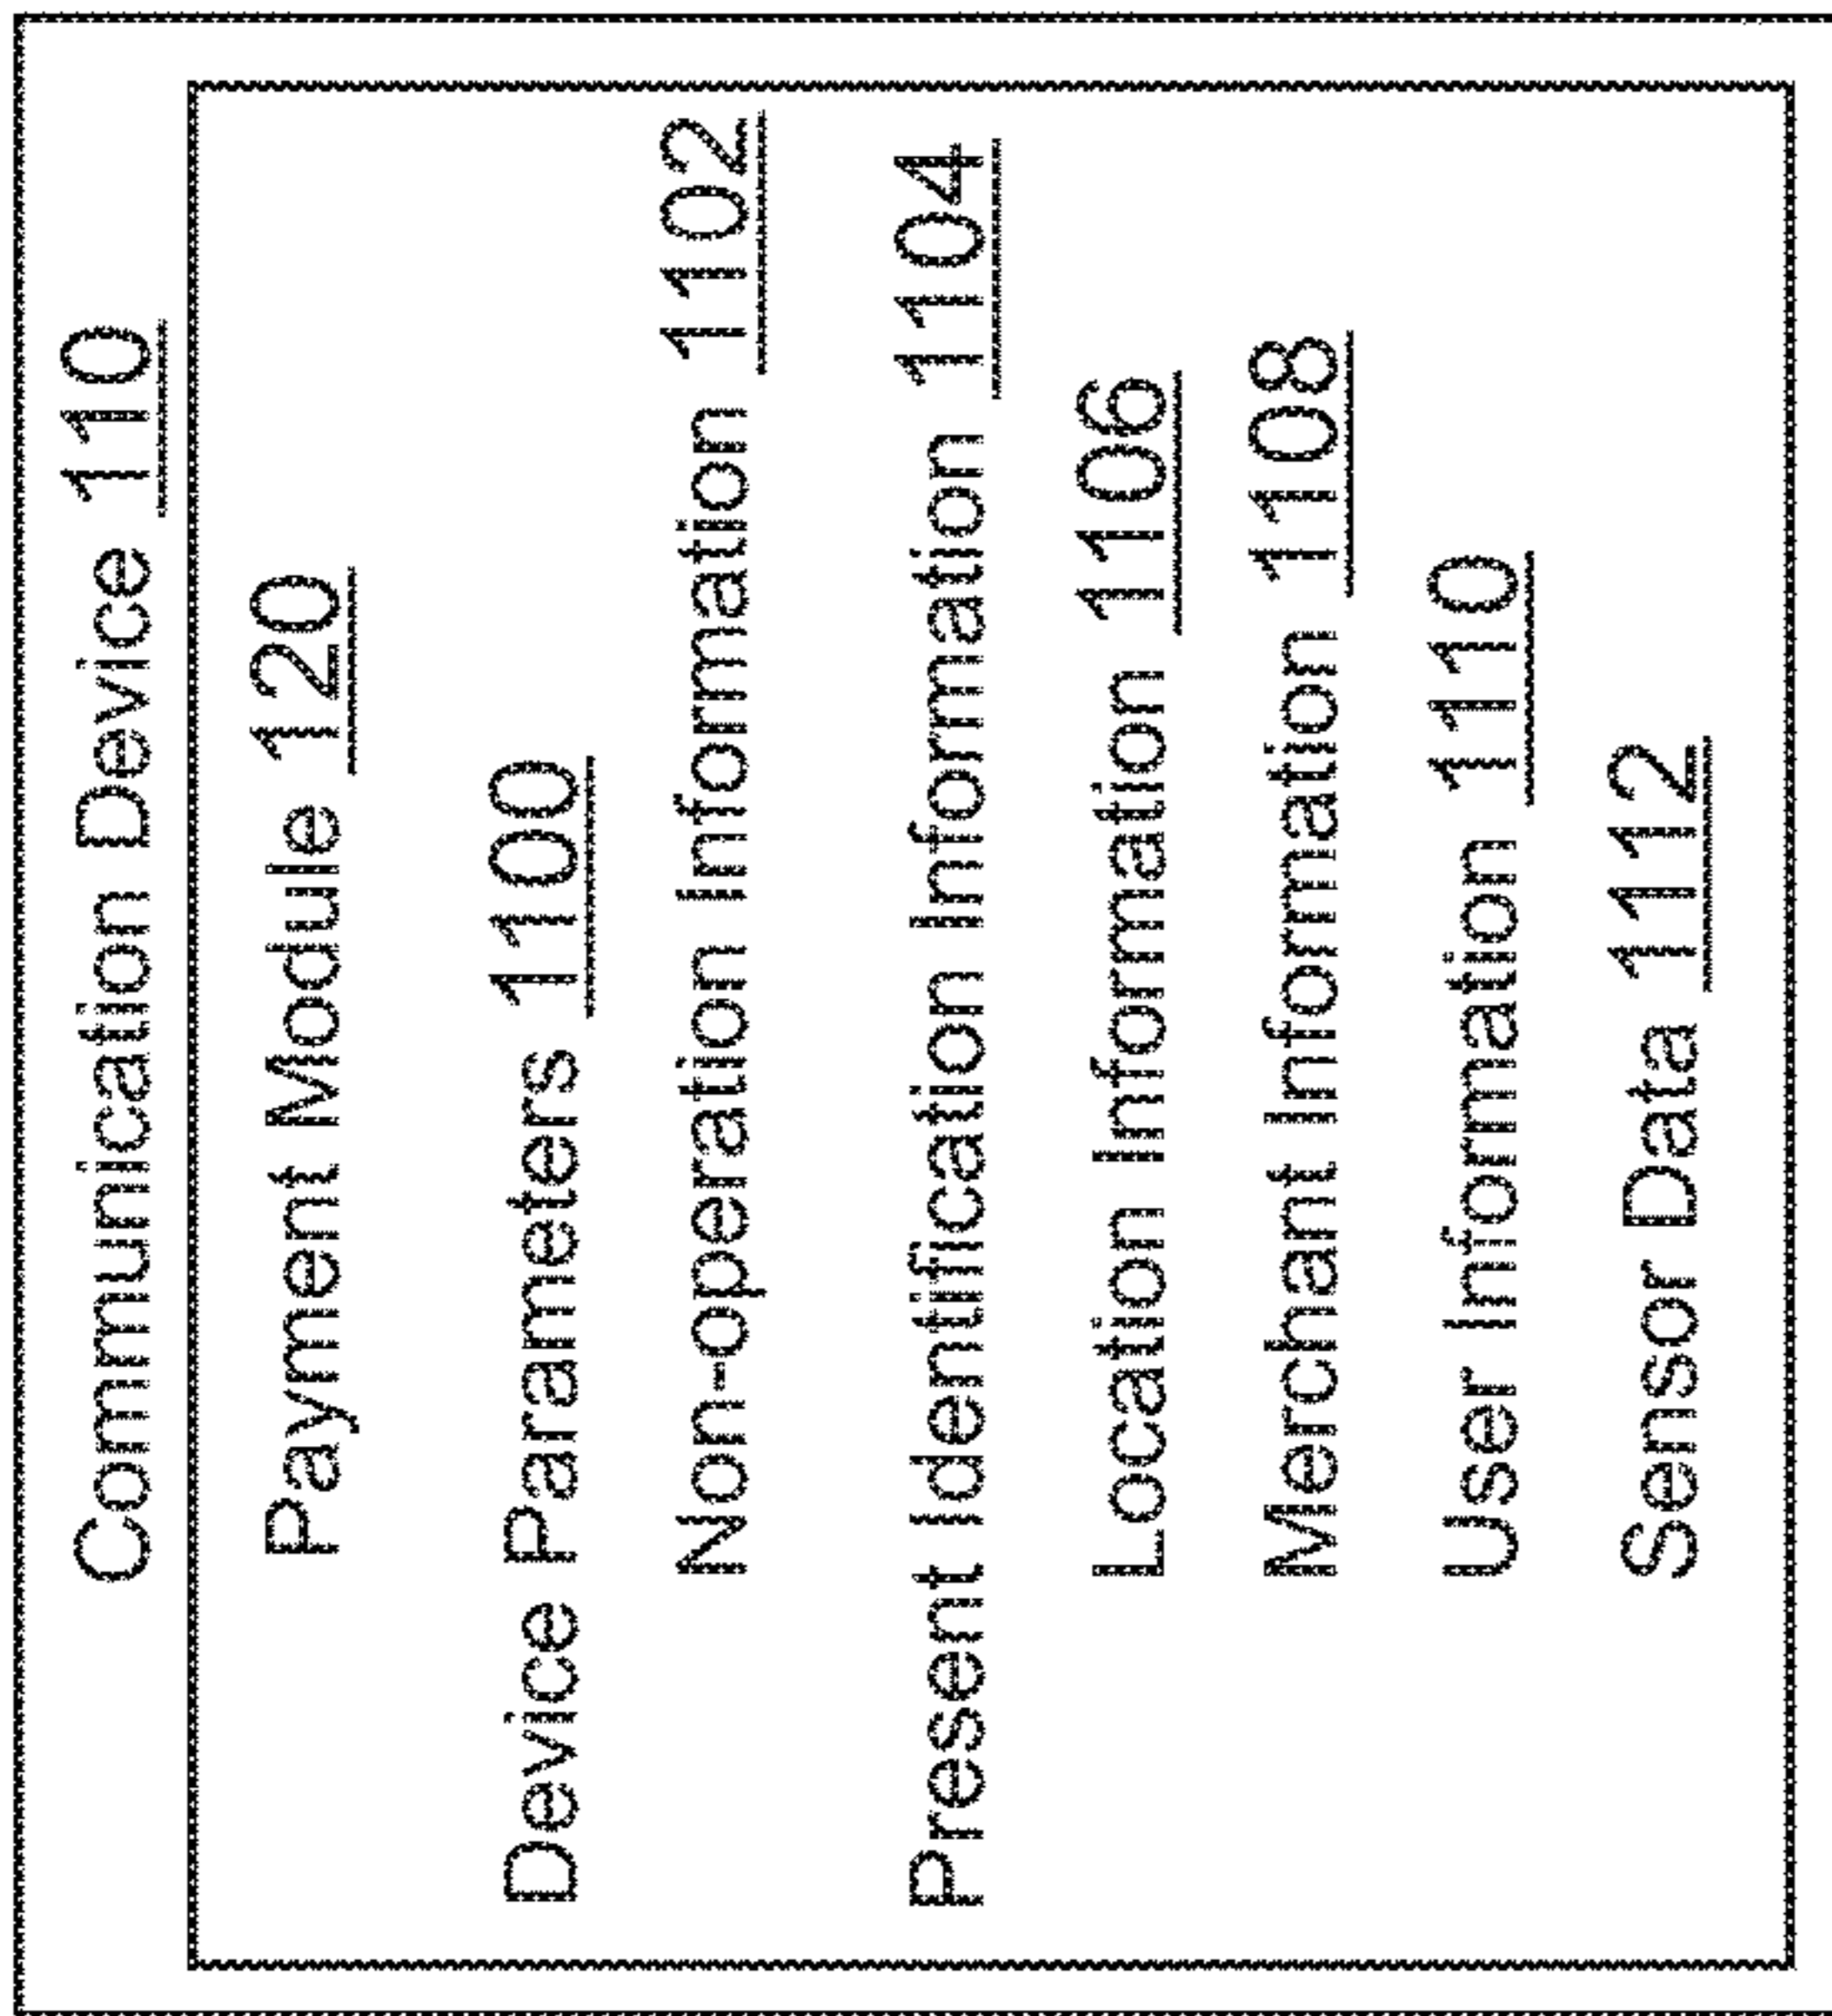 Communication Device 110
Payment Module 120
Device Parameters 1100
Non-operation Information 1102
Present Identification Information 1104
Location Information 1106
Merchant Information 1108
User Information 1110
Sensor Data 1112